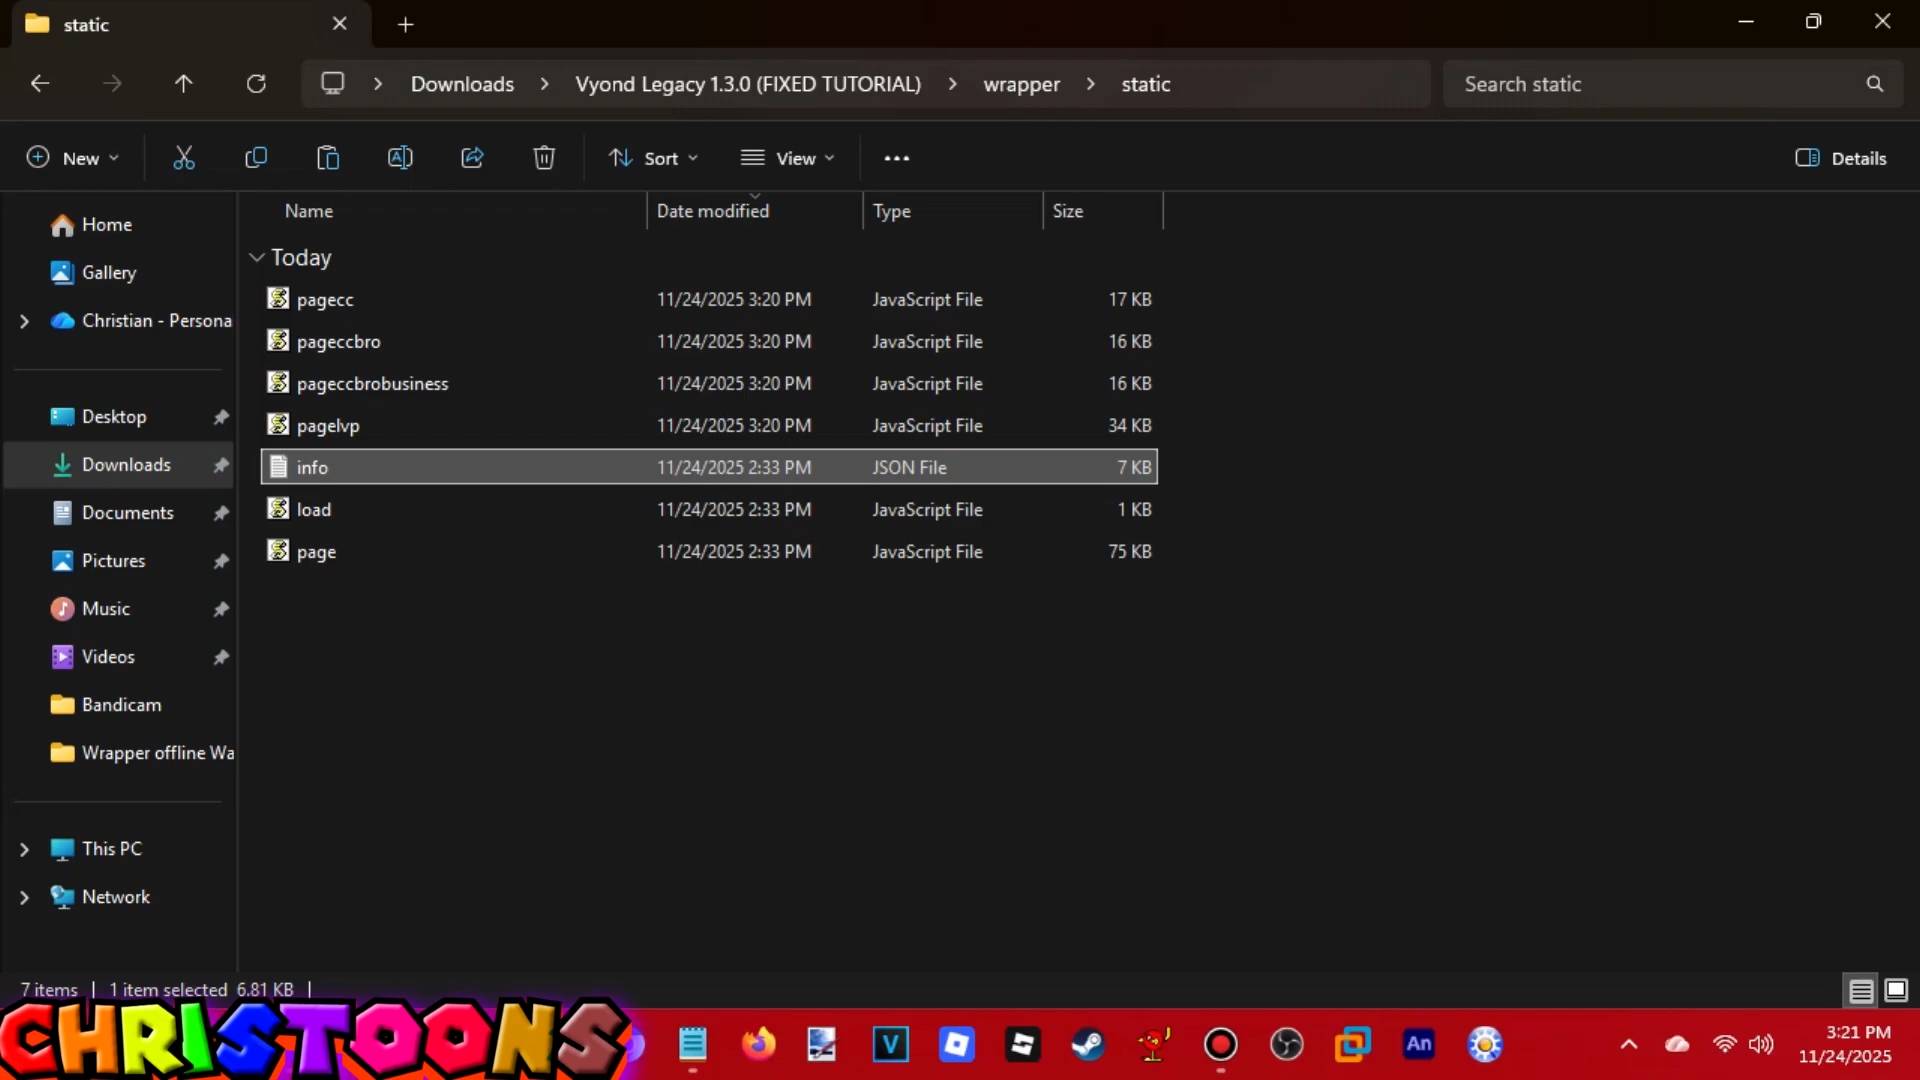 static
Downloads > Vyond Legacy 1.3.0 (FIXED TUTORIAL) > wrapper > static
Search static
New
Sort
View
Details
Home
Gallery
Christian - Persona
Desktop
Downloads
Documents
Pictures
Music
Videos
Bandicam
Wrapper offline Wa
This PC
Network
Name Date modified Type Size
Today
pagecc 11/24/2025 3:20 PM JavaScript File 17 KB
pageccbro 11/24/2025 3:20 PM JavaScript File 16 KB
pageccbrobusiness 11/24/2025 3:20 PM JavaScript File 16 KB
pagelvp 11/24/2025 3:20 PM JavaScript File 34 KB
info 11/24/2025 2:33 PM JSON File 7 KB
load 11/24/2025 2:33 PM JavaScript File 1 KB
page 11/24/2025 2:33 PM JavaScript File 75 KB
7 items 1 item selected 6.81 KB
CHRISTOONS
V
An
3:21 PM
11/24/2025